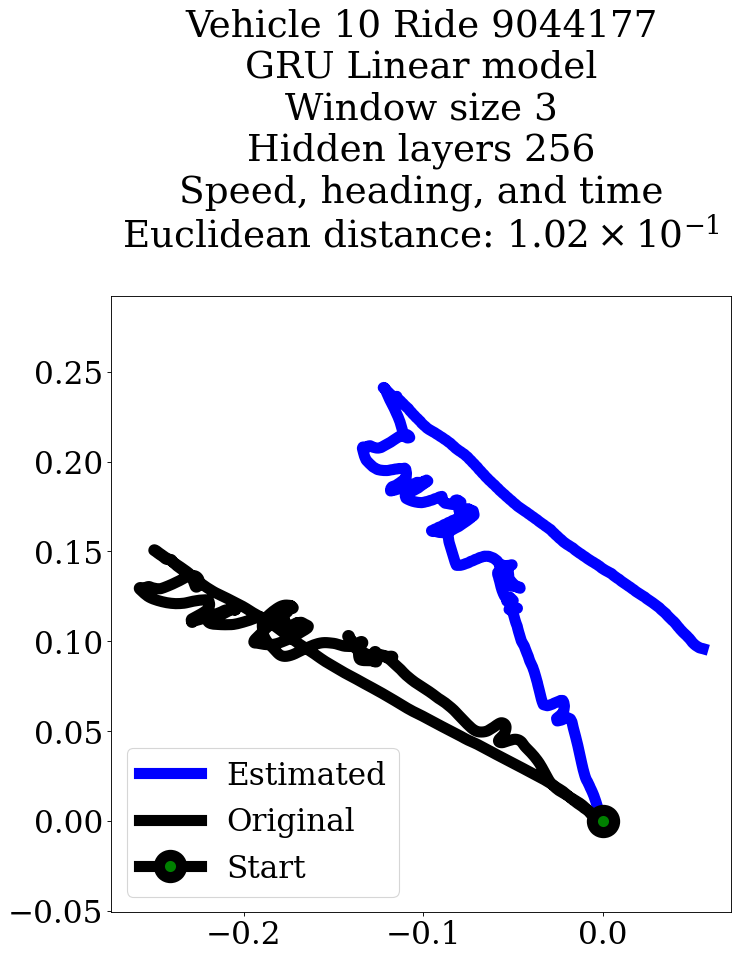 Vehicle 10 Ride 9044177
GRU Linear model
Window size 3
Hidden layers 256
Speed, heading, and time
Euclidean distance: 1.02 × 10⁻¹
0.25
0.20
0.15
0.10
0.05
0.00
−0.05
Estimated
Original
Start
−0.2
−0.1
0.0